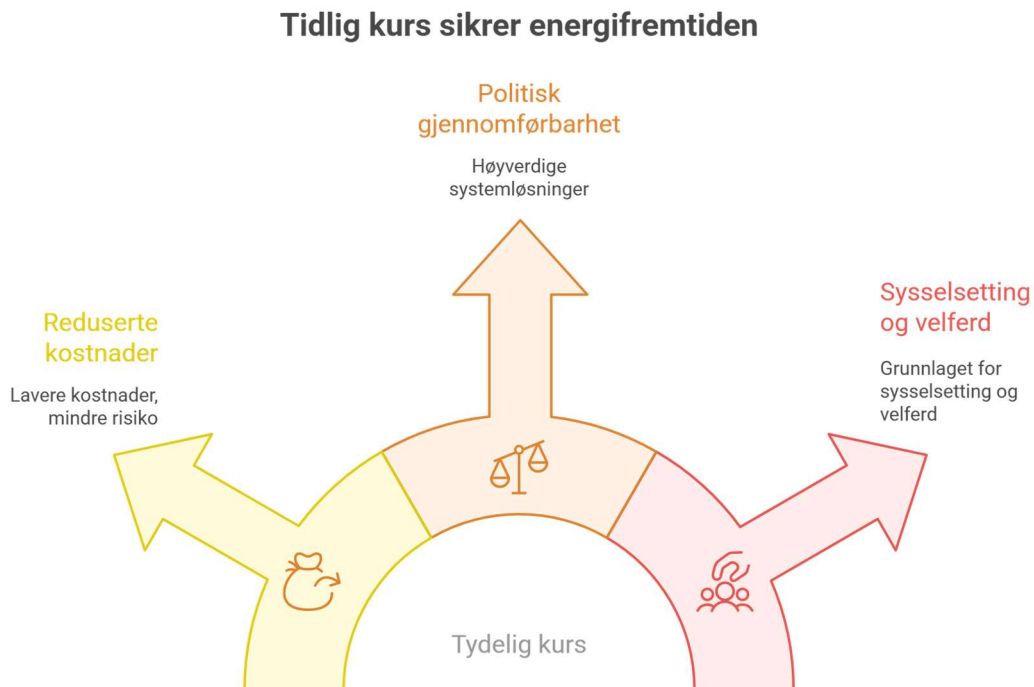 Tidlig kurs sikrer energifremtiden
Politisk
gjennomførbarhet
Høyverdige
systemløsninger
Reduserte
kostnader
Lavere kostnader,
mindre risiko
Sysselsetting
og velferd
Grunnlaget for
sysselsetting og
velferd
Tydelig kurs